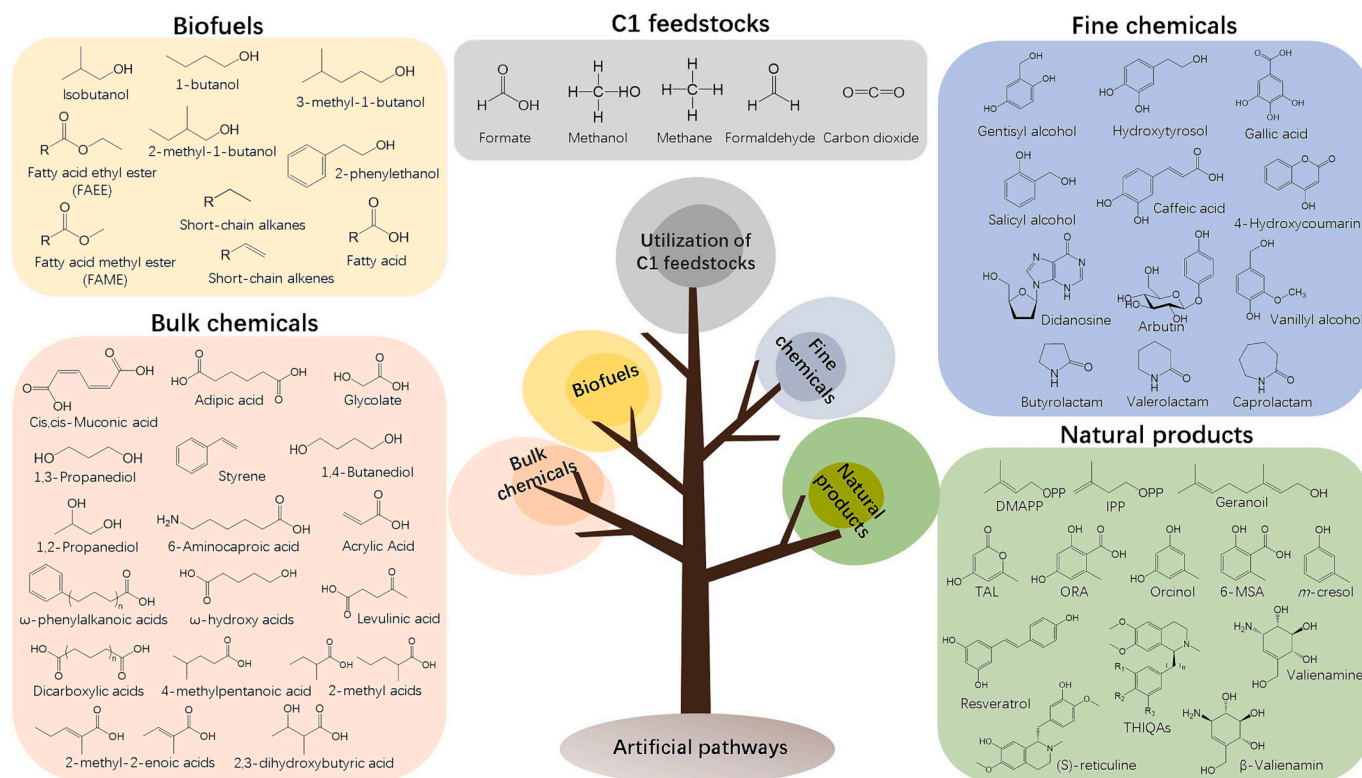 Biofuels
Isobutanol
1-butanol
3-methyl-1-butanol
Fatty acid ethyl ester
(FAEE)
2-methyl-1-butanol
2-phenylethanol
Short-chain alkanes
Fatty methyl ester
(FAME)
Short-chain alkenes
Fatty acid
C1 feedstocks
Formate
Methanol
Methane
Formaldehyde
Carbon dioxide
Fine chemicals
Gentisyl alcohol
Hydroxytyrosol
Gallic acid
Salicyl alcohol
Caffeic acid
4-Hydroxycoumarin
Didanosine
Arbutin
Vanillyl alcohol
Butyrolactam
Valerolactam
Caprolactam
Bulk chemicals
Cis,cis-Muconic acid
Adipic acid
Glycolate
1,3-Propanediol
Styrene
1,4-Butanediol
1,2-Propanediol
6-Aminocaproic acid
Acrylic Acid
ω-phenylalkanoic acids
ω-hydroxy acids
Levulinic acid
Dicarboxylic acids
4-methylpentanoic acid
2-methyl acids
2-methyl-2-enoic acids
2,3-dihydroxybutyric acid
Utilization of
C1 feedstocks
Biofuels
Fine
chemicals
Bulk
chemicals
Natural
products
Artificial pathways
Natural products
DMAPP
IPP
Geranoil
TAL
ORA
Orcinol
6-MSA
m-cresol
Resveratrol
THIQAs
Valienamine
(S)-reticuline
β-Valienamin